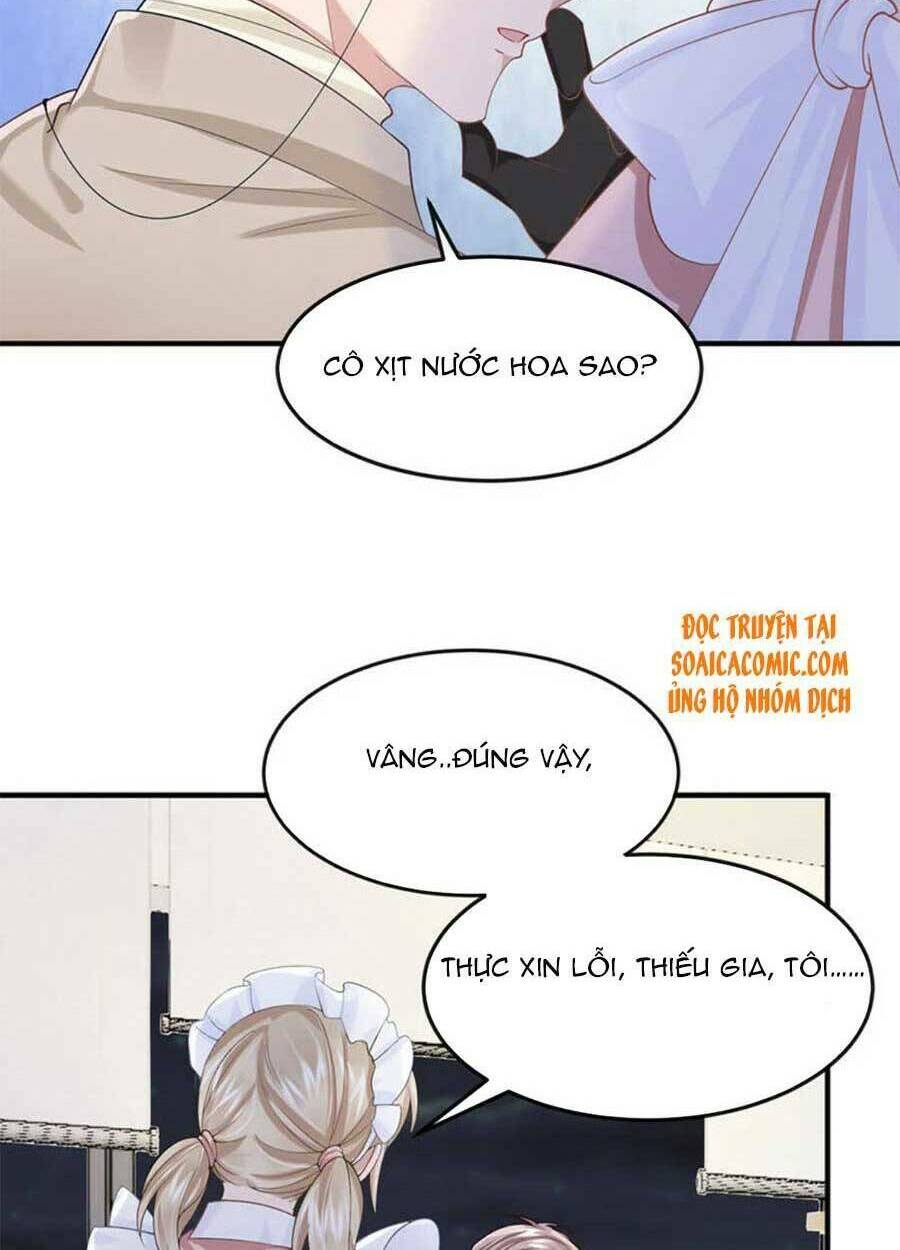 CÔ XỊT NƯỚC HOA SAO?
ĐỌC TRUYỆN TẠI
SOAICACOMIC.COM
ỦNG HỘ NHÓM DỊCH
VÂNG..ĐÚNG VẬY,
THỰC XIN LỖI, THIẾU GIA, TÔI......